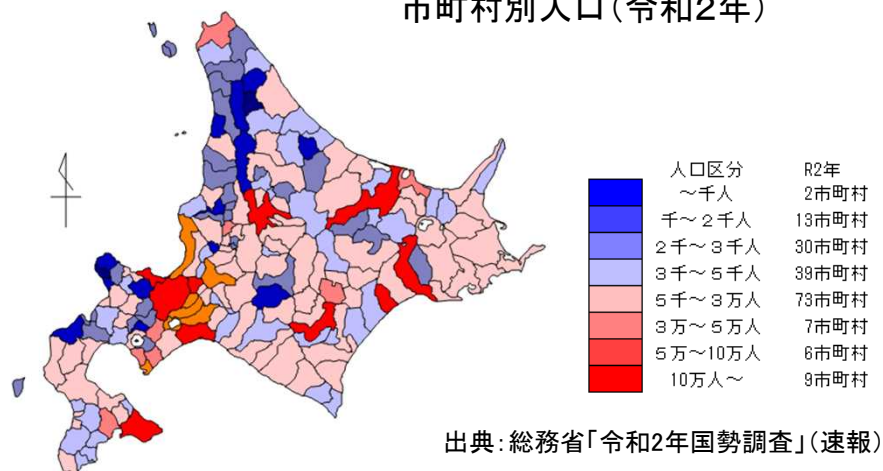 市町村別人口(令和2年)
人口区分 R2年
～千人 2市町村
千～2千人 13市町村
2千～3千人 30市町村
3千～5千人 39市町村
5千～3万人 73市町村
3万～5万人 7市町村
5万～10万人 6市町村
10万人～ 9市町村
出典:総務省「令和2年国勢調査」(速報)